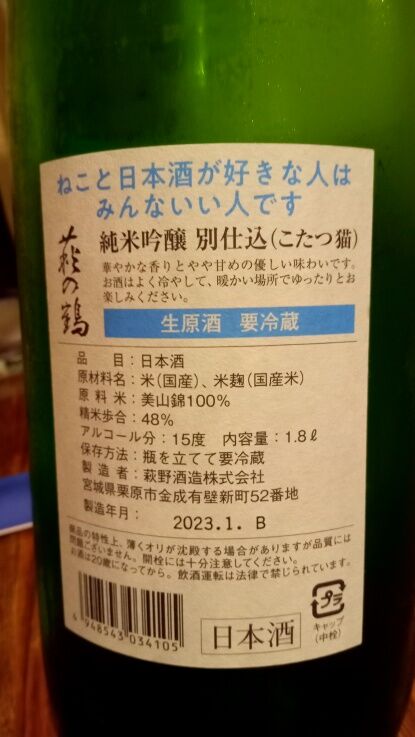 ねこと日本酒が好きな人は
みんないい人です
萩の鶴
純米吟醸 別仕込(こたつ猫)
華やかな香りとやや甘めの優しい味わいです。
お酒はよく冷やして、暖かい場所でゆったりとお
楽しみください。
生原酒 要冷蔵
品 目:日本酒
原材料名:米(国産)、米麹(国産米)
原 料 米:美山錦100%
精米歩合:48%
アルコール分:15度 内容量:1.8ℓ
保存方法:瓶を立てて要冷蔵
製 造 者:萩野酒造株式会社
宮城県栗原市金成有壁新町52番地
製造年月: 2023.1. B
製品の特性上、薄くオリが沈殿する場合がありますが品質には
問題ございません。開栓には十分注意してください。
お酒は20歳になってから。飲酒運転は法律で禁じられています。
4 948543 034105
日本酒
プラ
キャップ
(中栓)